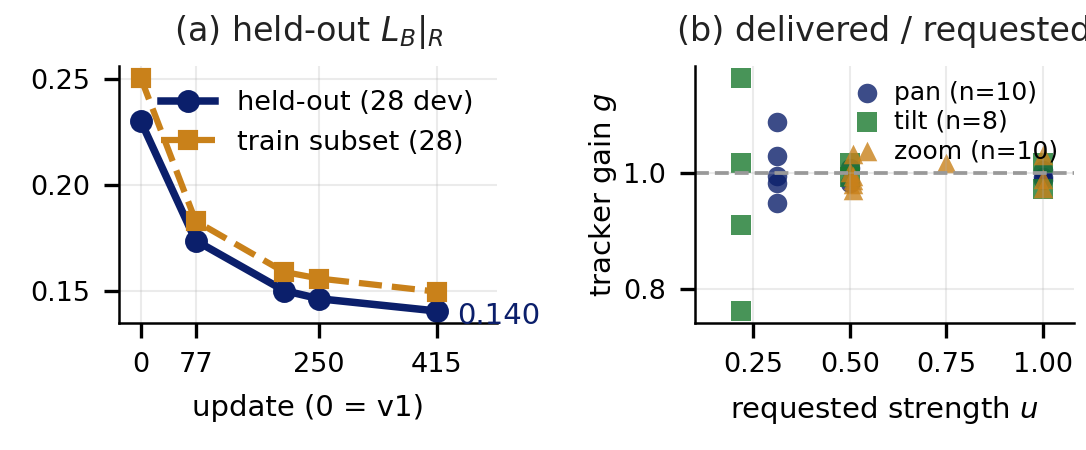 (a) held-out L_B|_R
0.25
0.20
0.15
held-out (28 dev)
train subset (28)
0.140
0 77 250 415
update (0 = v1)
(b) delivered / requested
tracker gain g
1.0
0.8
pan (n=10)
tilt (n=8)
zoom (n=10)
0.25 0.50 0.75 1.00
requested strength u